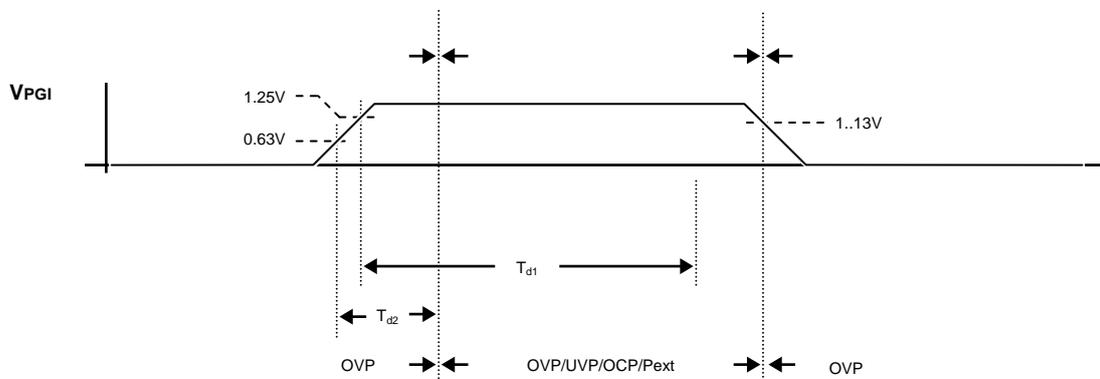 VPGI
1.25V
0.63V
1..13V
Td1
Td2
OVP
OVP/UVP/OCP/Pext
OVP